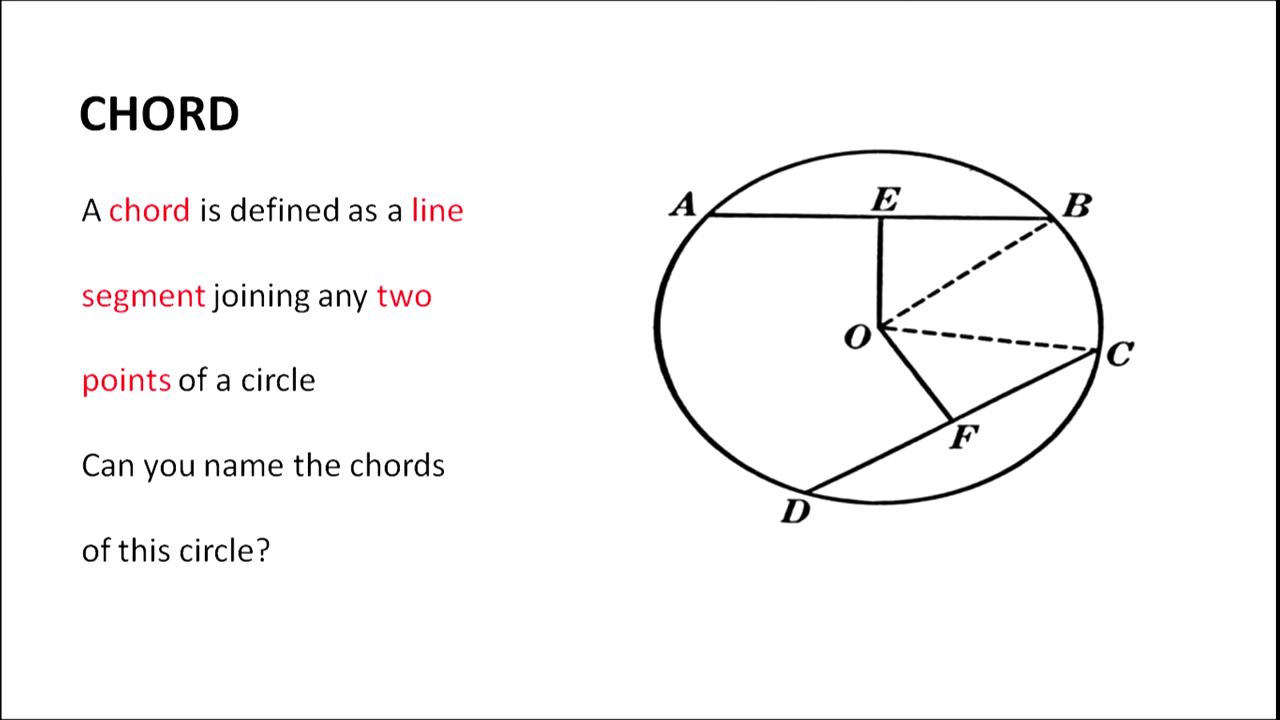 CHORD
A chord is defined as a line
segment joining any two
points of a circle
Can you name the chords
of this circle?
A
E
B
O
C
F
D